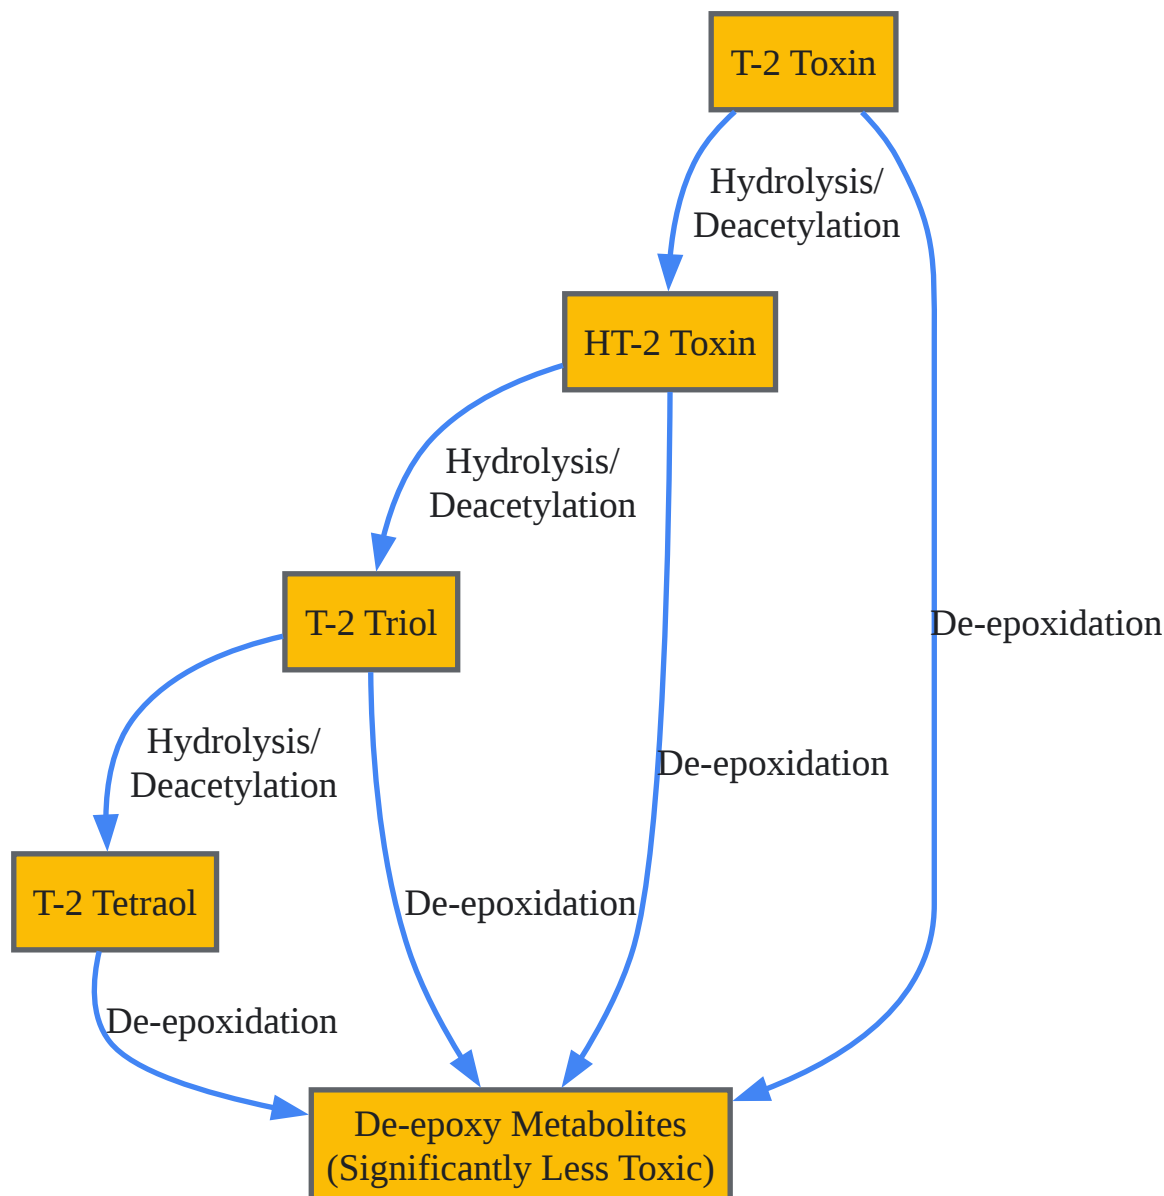 T-2 Toxin
Hydrolysis/
Deacetylation
HT-2 Toxin
Hydrolysis/
Deacetylation
T-2 Triol
De-epoxidation
Hydrolysis/
Deacetylation
De-epoxidation
T-2 Tetraol
De-epoxidation
De-epoxidation
De-epoxy Metabolites
(Significantly Less Toxic)